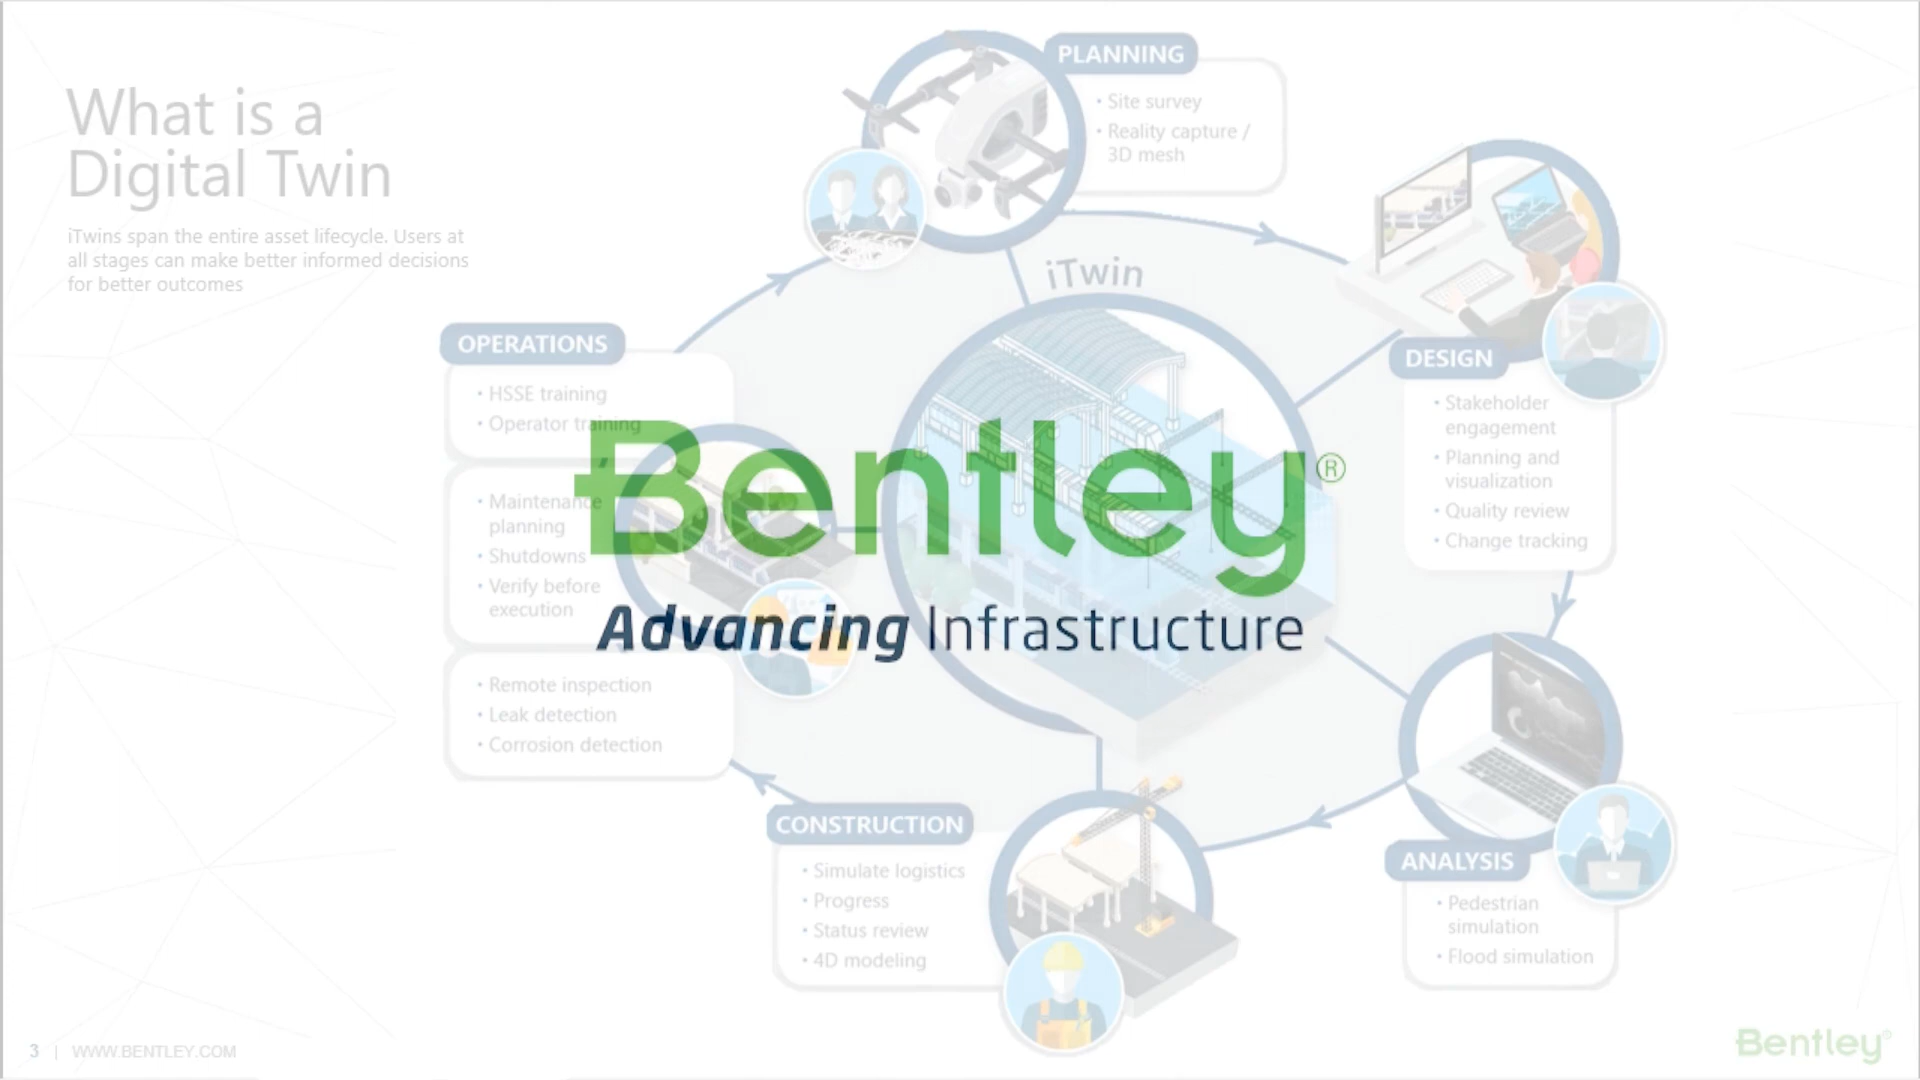 What is a
Digital Twin
iTwins span the entire asset lifecycle. Users at
all stages can make better informed decisions
for better outcomes
PLANNING
• Site survey
• Reality capture /
3D mesh
iTwin
DESIGN
• Stakeholder
engagement
• Planning and
visualization
• Quality review
• Change tracking
OPERATIONS
• HSSE training
• Operator training
• Maintenance
planning
• Shutdowns
• Verify before
execution
• Remote inspection
• Leak detection
• Corrosion detection
Bentley®
Advancing Infrastructure
CONSTRUCTION
• Simulate logistics
• Progress
• Status review
• 4D modeling
ANALYSIS
• Pedestrian
simulation
• Flood simulation
3 | WWW.BENTLEY.COM
Bentley®